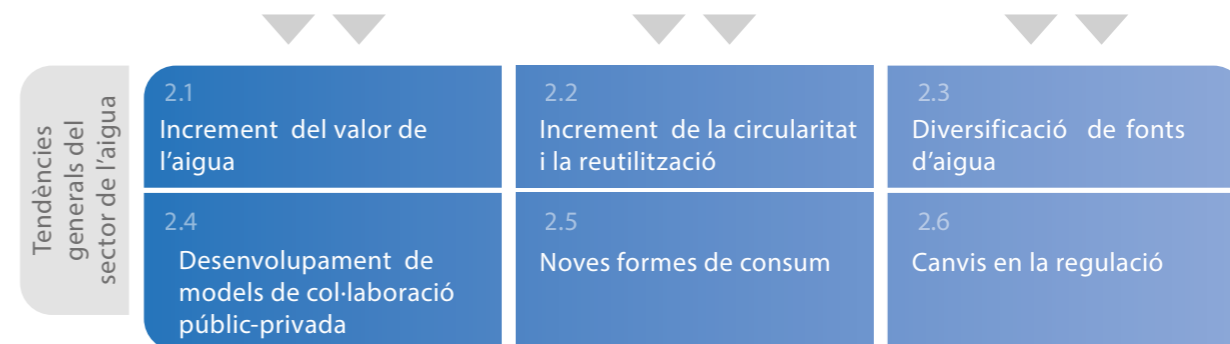 Tendències
generals del
sector de l'aigua
2.1
Increment del valor de
l'aigua
2.2
Increment de la circularitat
i la reutilització
2.3
Diversificació de fonts
d'aigua
2.4
Desenvolupament de
models de col·laboració
públic-privada
2.5
Noves formes de consum
2.6
Canvis en la regulació